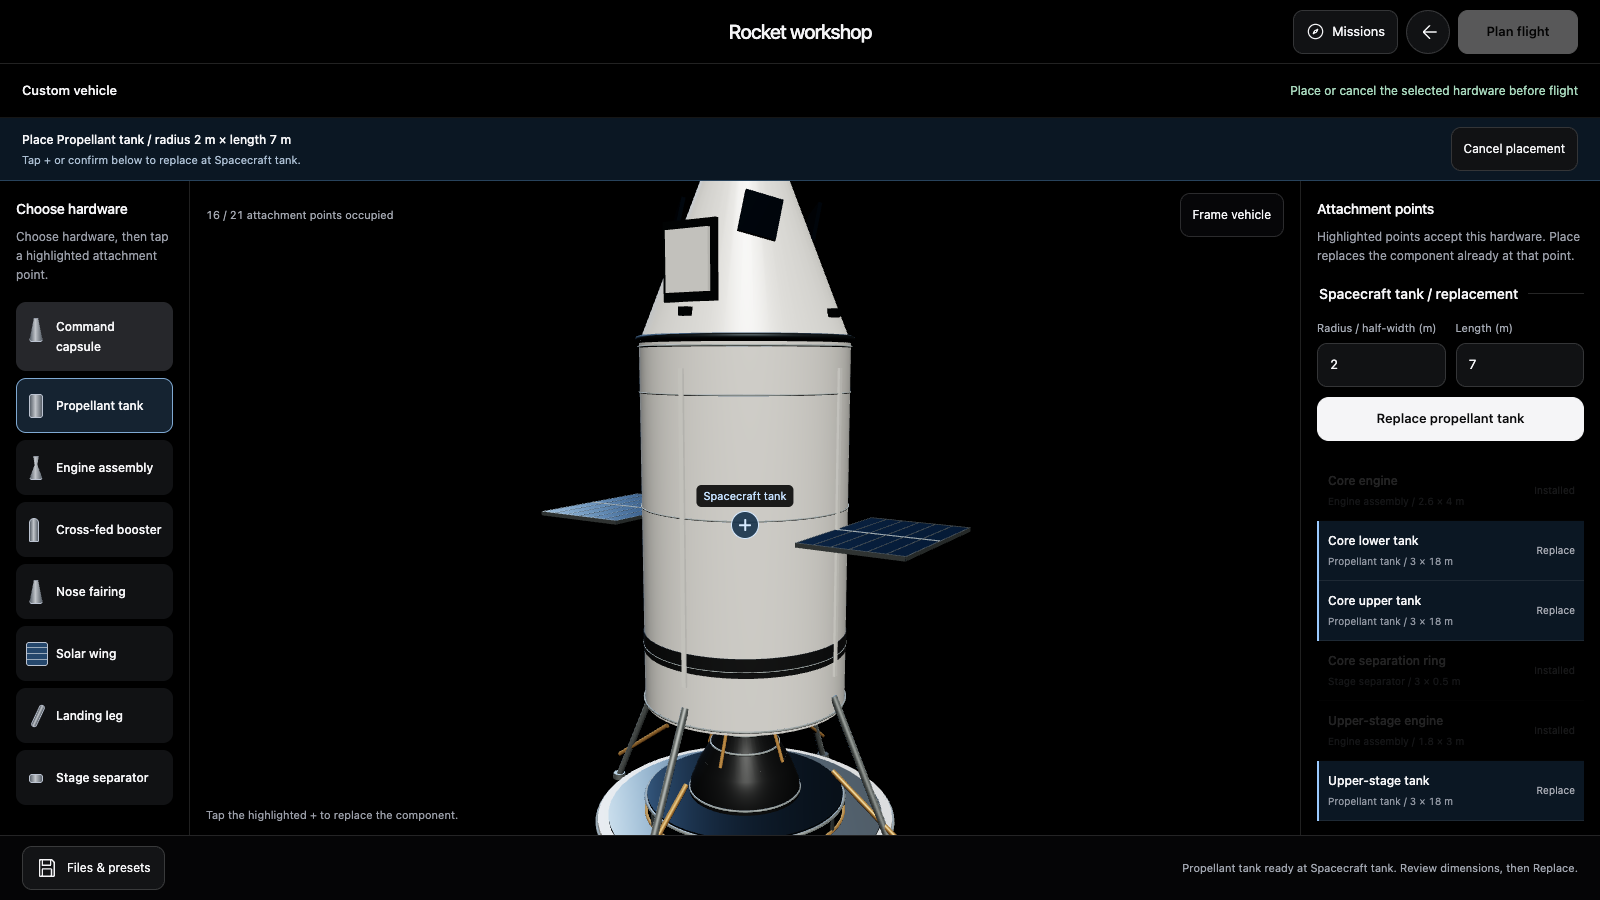 Rocket workshop
Missions
Plan flight
Custom vehicle
Place or cancel the selected hardware before flight
Place Propellant tank / radius 2 m × length 7 m
Tap + or confirm below to replace at Spacecraft tank.
Cancel placement
Choose hardware
Choose hardware, then tap
a highlighted attachment
point.
Command
capsule
Propellant tank
Engine assembly
Cross-fed booster
Nose fairing
Solar wing
Landing leg
Stage separator
16 / 21 attachment points occupied
Frame vehicle
Spacecraft tank
Tap the highlighted + to replace the component.
Attachment points
Highlighted points accept this hardware. Place
replaces the component already at that point.
Spacecraft tank / replacement
Radius / half-width (m)
Length (m)
2
7
Replace propellant tank
Core engine
Engine assembly / 2.6 × 4 m
Installed
Core lower tank
Propellant tank / 3 × 18 m
Replace
Core upper tank
Propellant tank / 3 × 18 m
Replace
Core separation ring
Stage separator / 3 × 0.5 m
Installed
Upper-stage engine
Engine assembly / 1.8 × 3 m
Installed
Upper-stage tank
Propellant tank / 3 × 18 m
Replace
Files & presets
Propellant tank ready at Spacecraft tank. Review dimensions, then Replace.